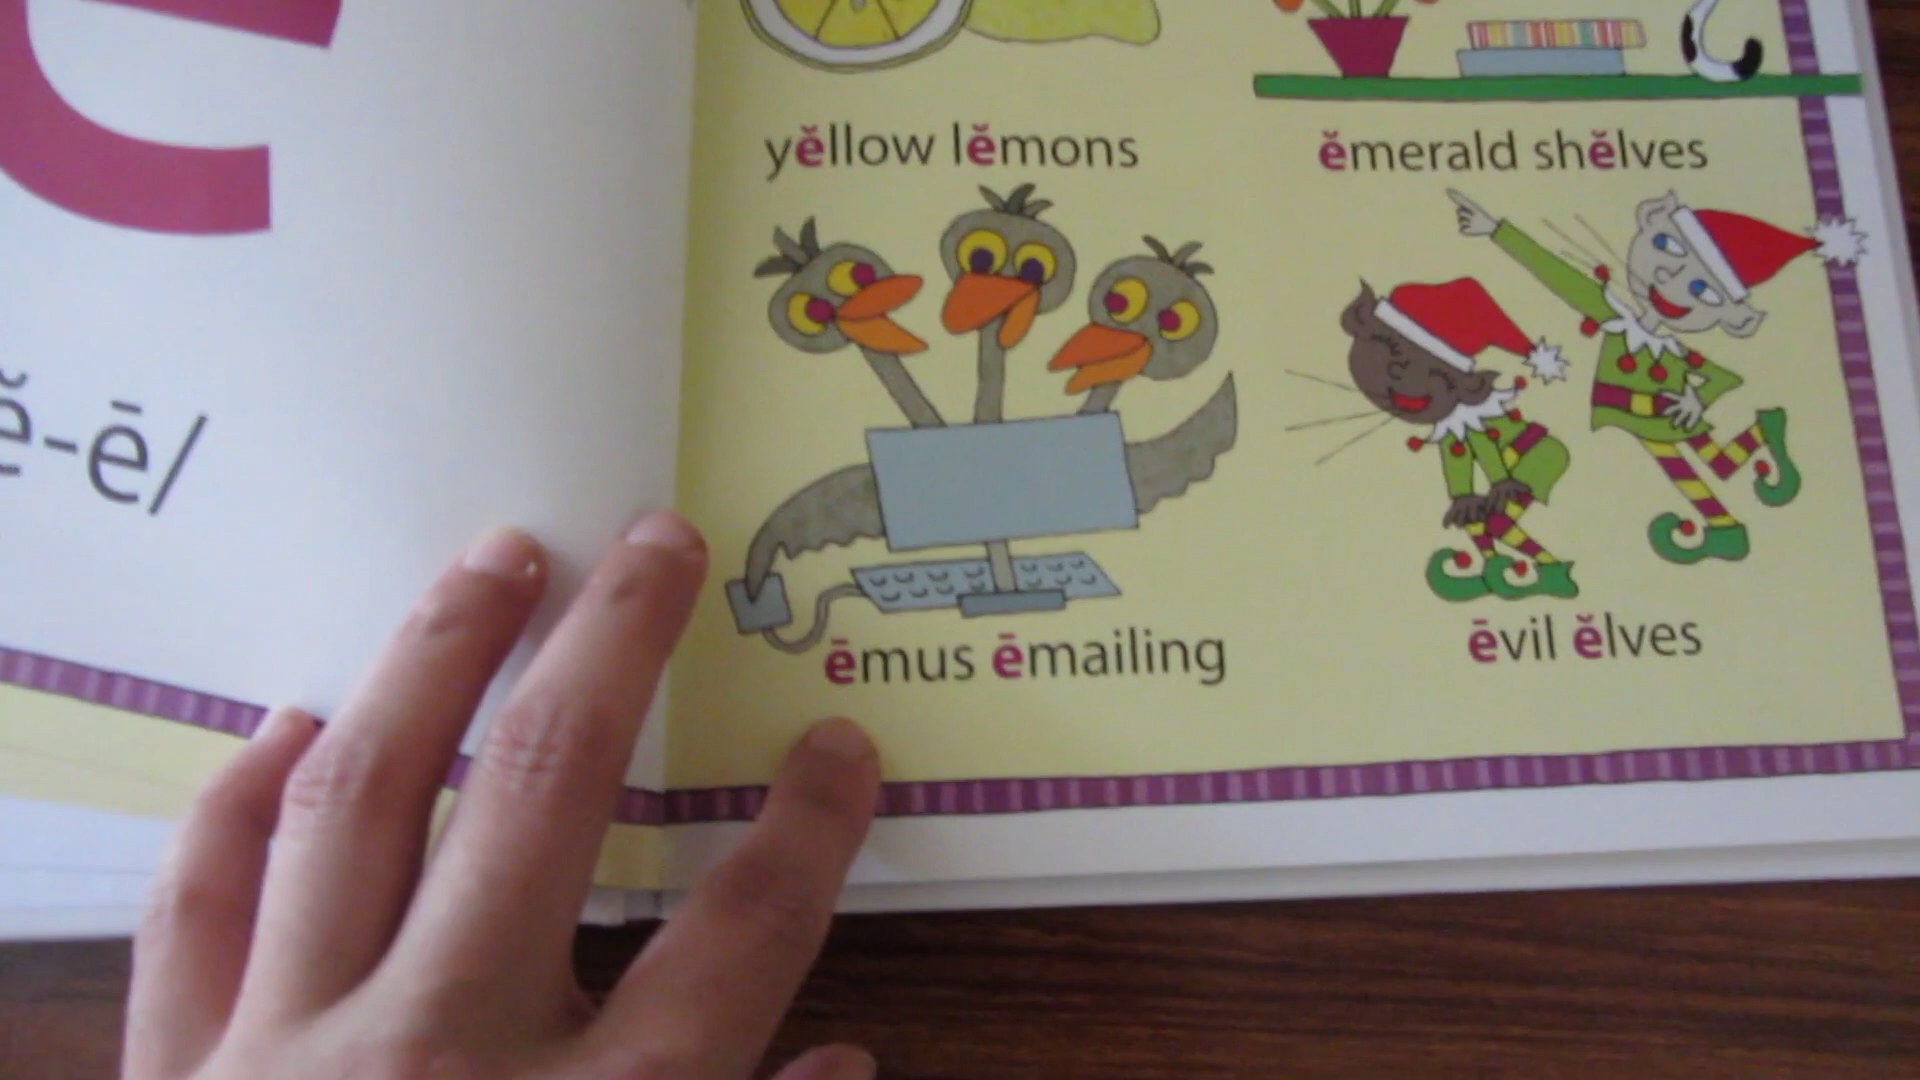 ĕ-ē/
yĕllow lĕmons
ĕmerald shĕlves
ēmus ēmailing
ēvil ĕlves